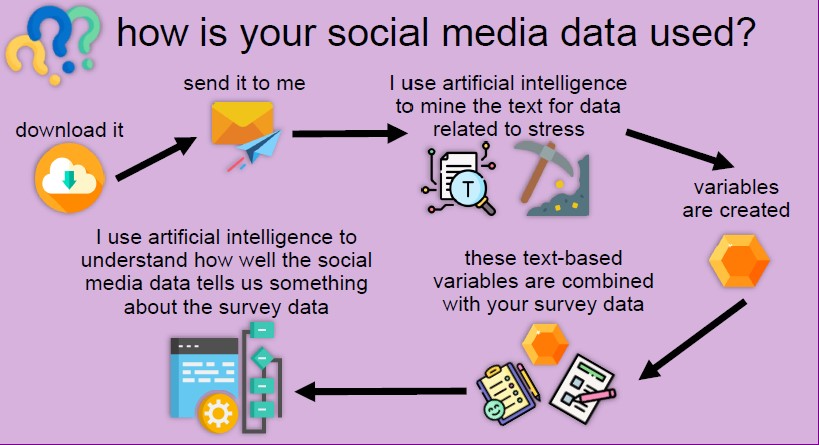 how is your social media data used?
download it
send it to me
I use artificial intelligence
to mine the text for data
related to stress
T
variables
are created
these text-based
variables are combined
with your survey data
I use artificial intelligence to
understand how well the social
media data tells us something
about the survey data